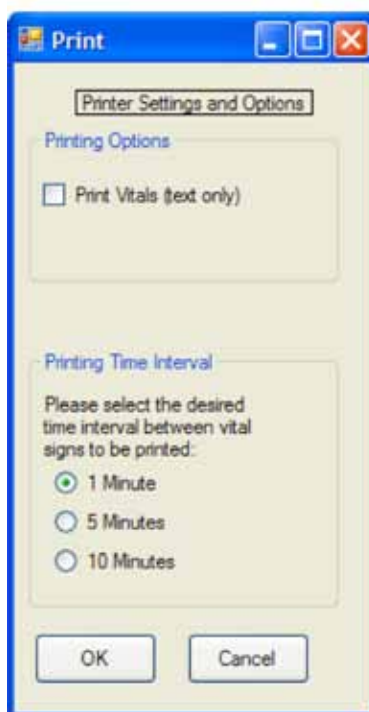 Print
Printer Settings and Options
Printing Options
Print Vitals (text only)
Printing Time Interval
Please select the desired
time interval between vital
signs to be printed:
1 Minute
5 Minutes
10 Minutes
OK
Cancel